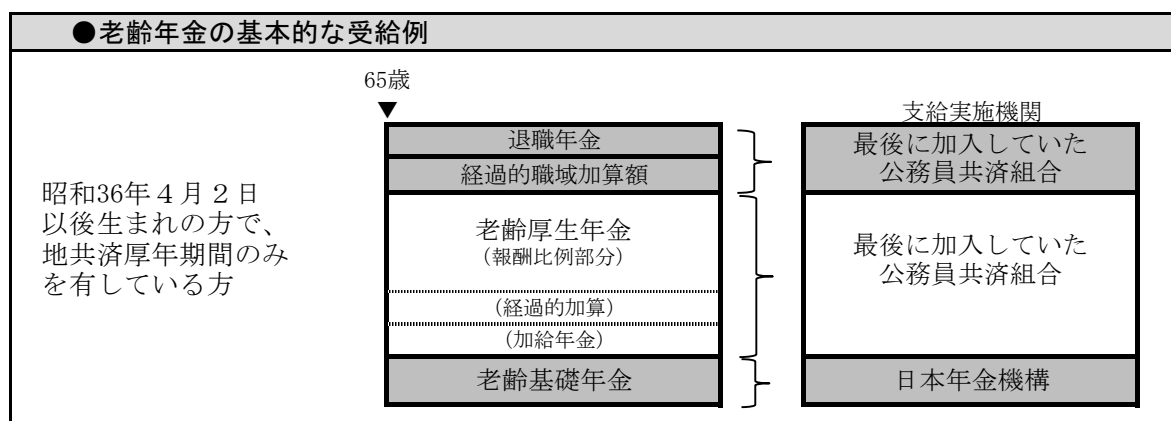 ●老齢年金の基本的な受給例
65歳
▼
支給実施機関
退職年金
経過的職域加算額
最後に加入していた
公務員共済組合
昭和36年４月２日
以後生まれの方で、
地共済厚年期間のみ
を有している方
老齢厚生年金
(報酬比例部分)
(経過的加算)
(加給年金)
最後に加入していた
公務員共済組合
老齢基礎年金
日本年金機構